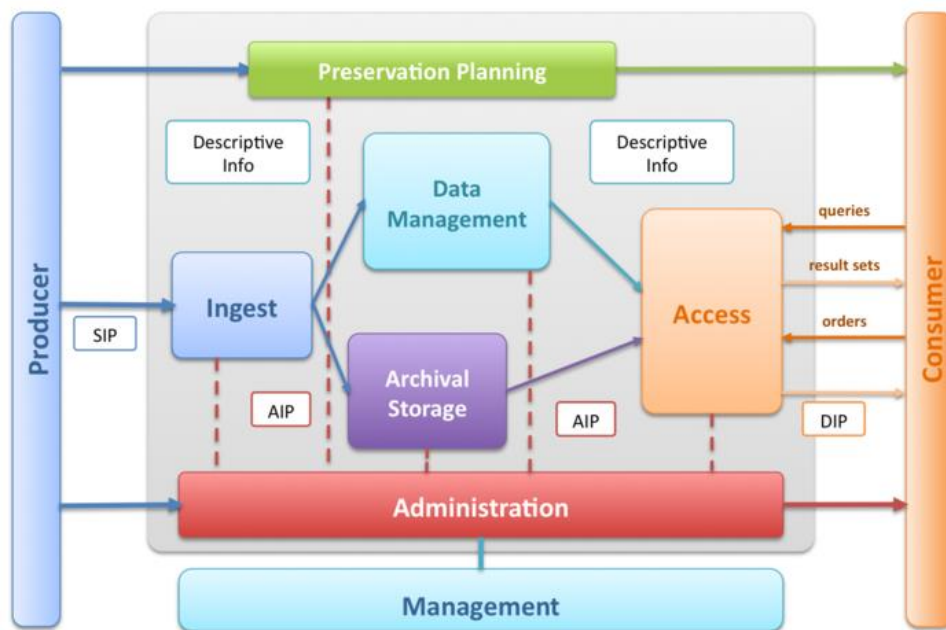 Producer
Preservation Planning
Descriptive
Info
Data
Management
Descriptive
Info
queries
result sets
orders
Ingest
Access
SIP
Archival
Storage
AIP
AIP
DIP
Administration
Management
Consumer